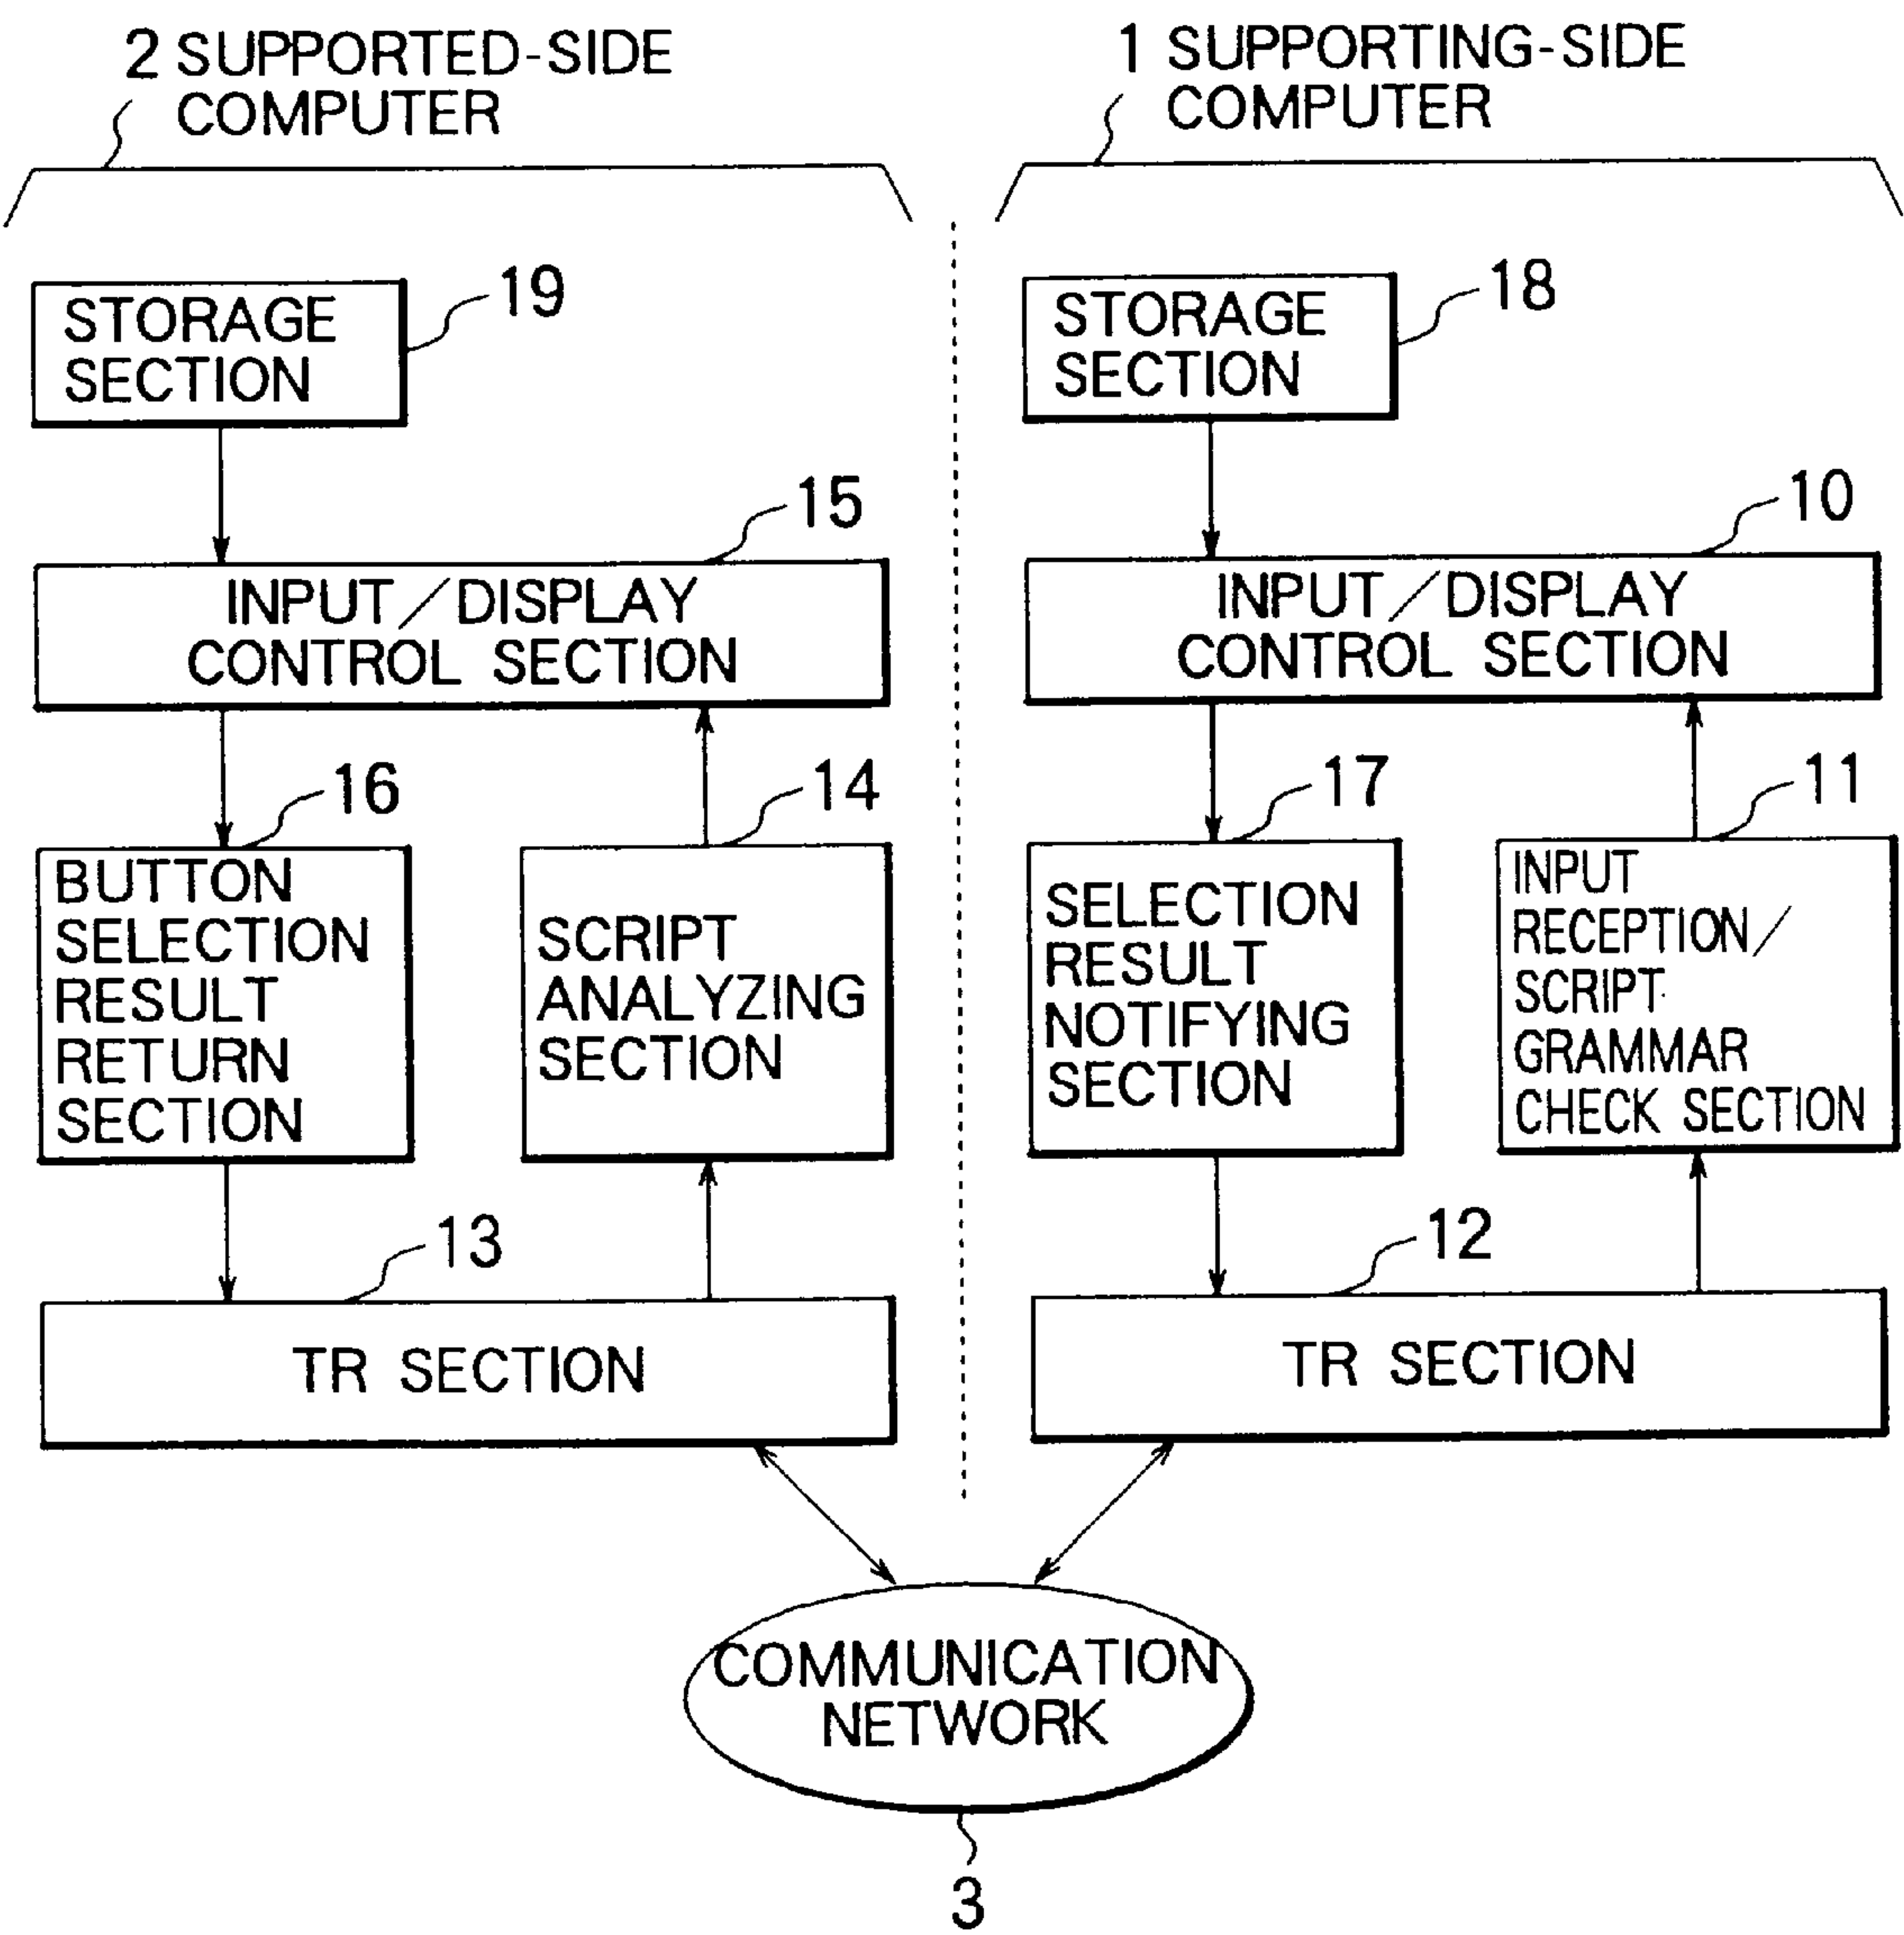 2 SUPPORTED-SIDE
COMPUTER
1 SUPPORTING-SIDE
COMPUTER
STORAGE
SECTION
19
STORAGE
SECTION
18
15
INPUT/DISPLAY
CONTROL SECTION
10
INPUT/DISPLAY
CONTROL SECTION
16
BUTTON
SELECTION
RESULT
RETURN
SECTION
14
SCRIPT
ANALYZING
SECTION
17
SELECTION
RESULT
NOTIFYING
SECTION
11
INPUT
RECEPTION/
SCRIPT
GRAMMAR
CHECK SECTION
13
TR SECTION
12
TR SECTION
COMMUNICATION
NETWORK
3